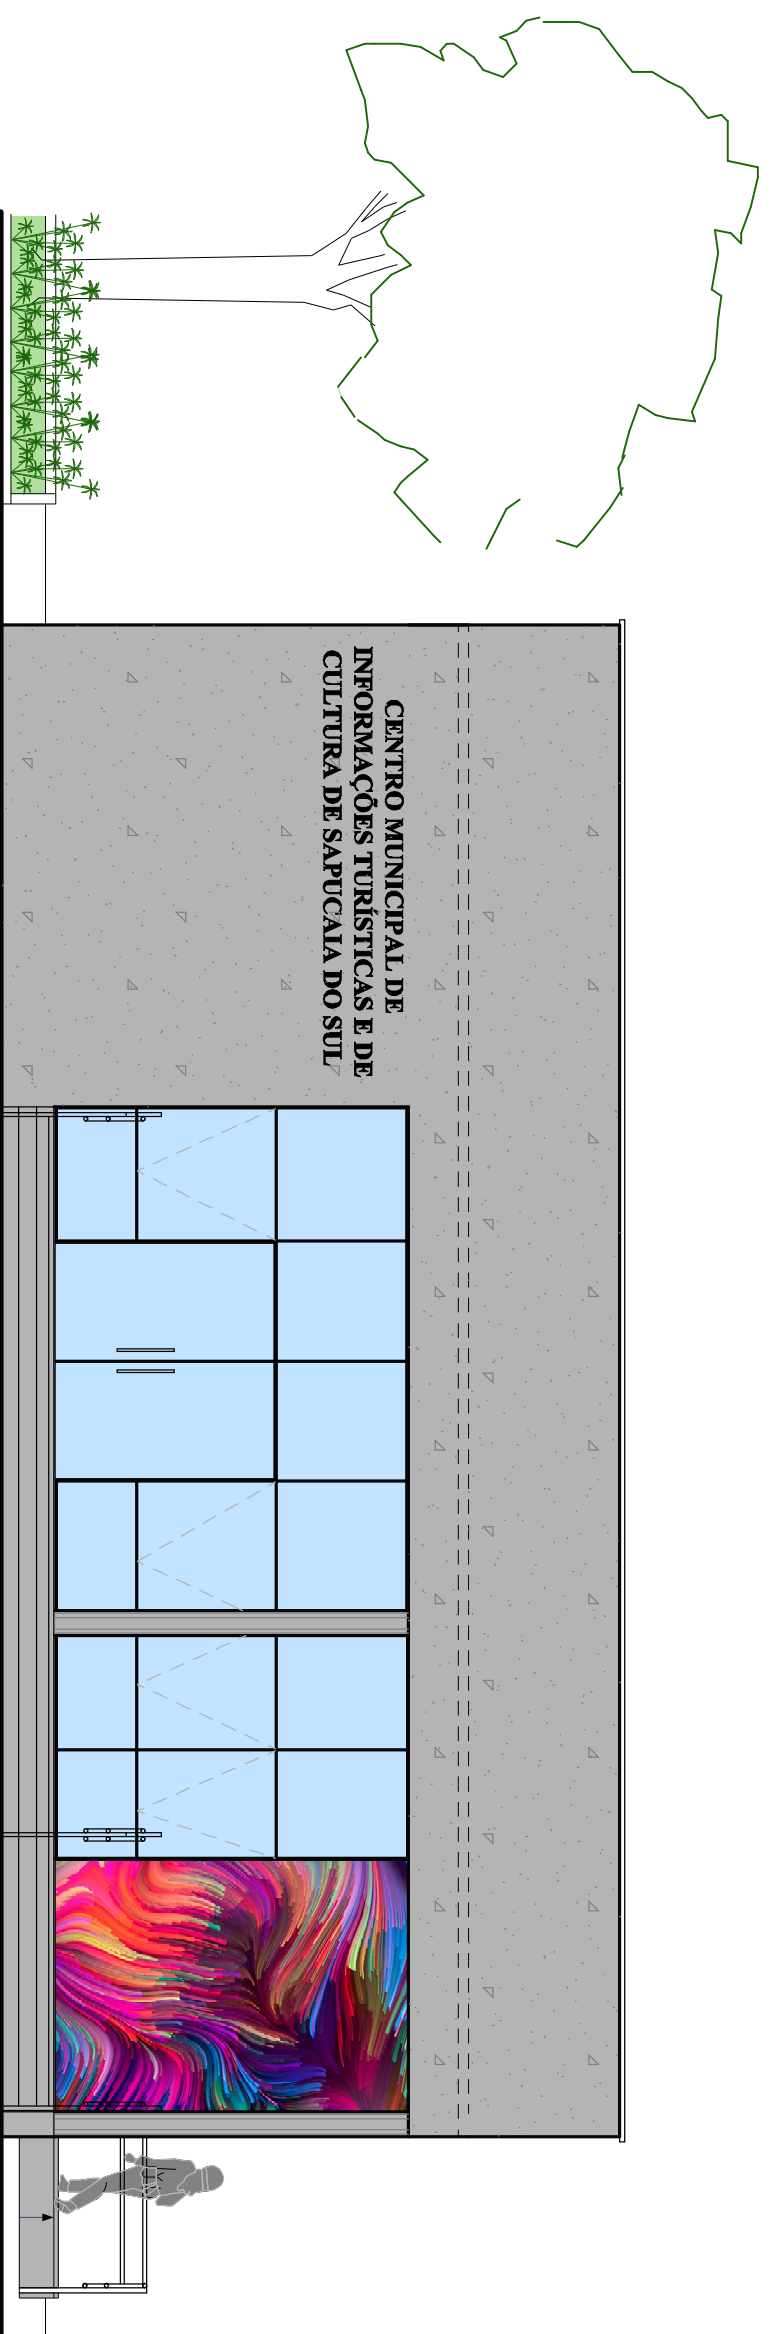 CENTRO MUNICIPAL DE
INFORMAÇÕES TURÍSTICAS E DE
CULTURA DE SAPUCAIA DO SUL